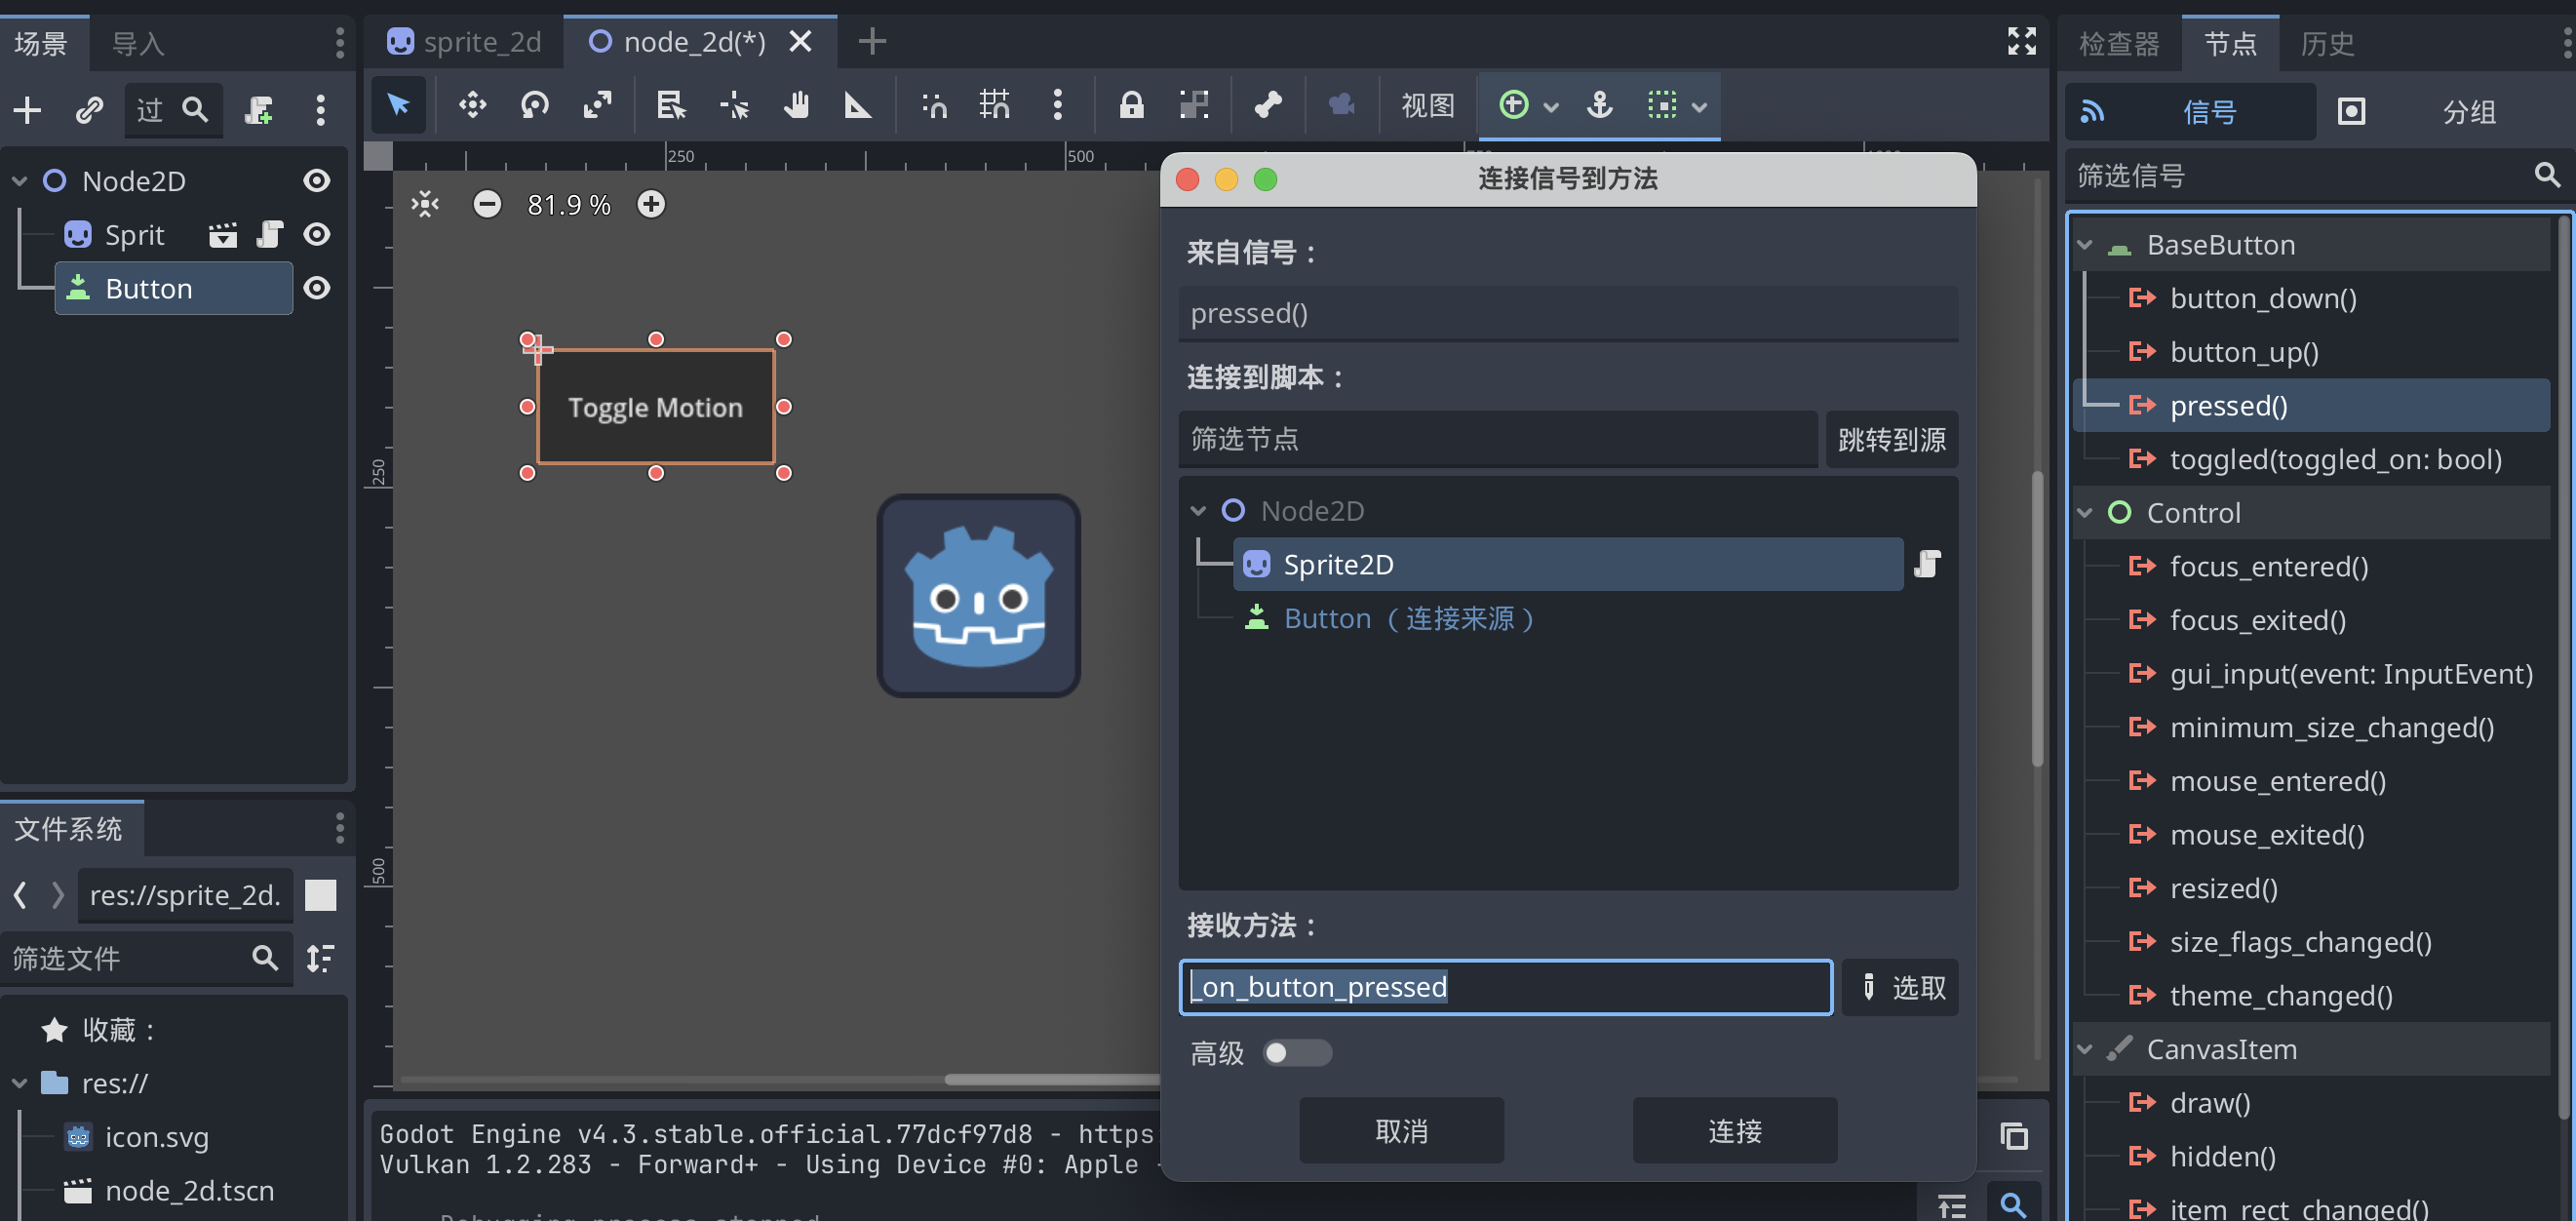 场景 导入
过
Node2D
Sprit
Button
文件系统
res://sprite_2d.
筛选文件
收藏：
res://
icon.svg
node_2d.tscn
sprite_2d node_2d(*)
视图
250 500
81.9 %
250
500
Toggle Motion
Godot Engine v4.3.stable.official.77dcf97d8 - https
Vulkan 1.2.283 - Forward+ - Using Device #0: Apple -
连接信号到方法
来自信号：
pressed()
连接到脚本：
筛选节点 跳转到源
Node2D
Sprite2D
Button （连接来源）
接收方法：
_on_button_pressed 选取
高级
取消 连接
检查器 节点 历史
信号 分组
筛选信号
BaseButton
button_down()
button_up()
pressed()
toggled(toggled_on: bool)
Control
focus_entered()
focus_exited()
gui_input(event: InputEvent)
minimum_size_changed()
mouse_entered()
mouse_exited()
resized()
size_flags_changed()
theme_changed()
CanvasItem
draw()
hidden()
item_rect_changed()